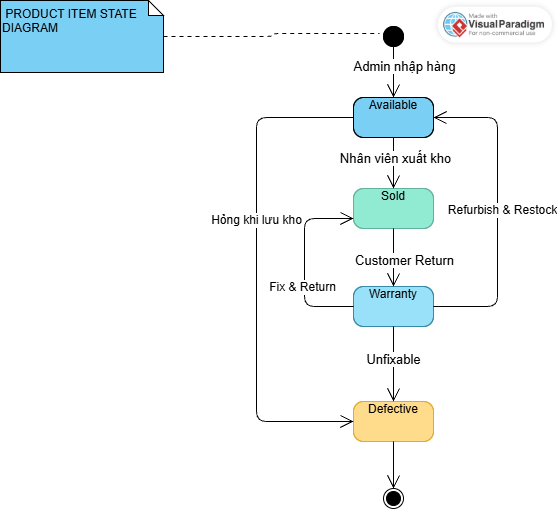 PRODUCT ITEM STATE
DIAGRAM
Made with
Visual Paradigm
For non-commercial use
Admin nhập hàng
Available
Nhân viên xuất kho
Sold
Refurbish & Restock
Hỏng khi lưu kho
Customer Return
Fix & Return
Warranty
Unfixable
Defective